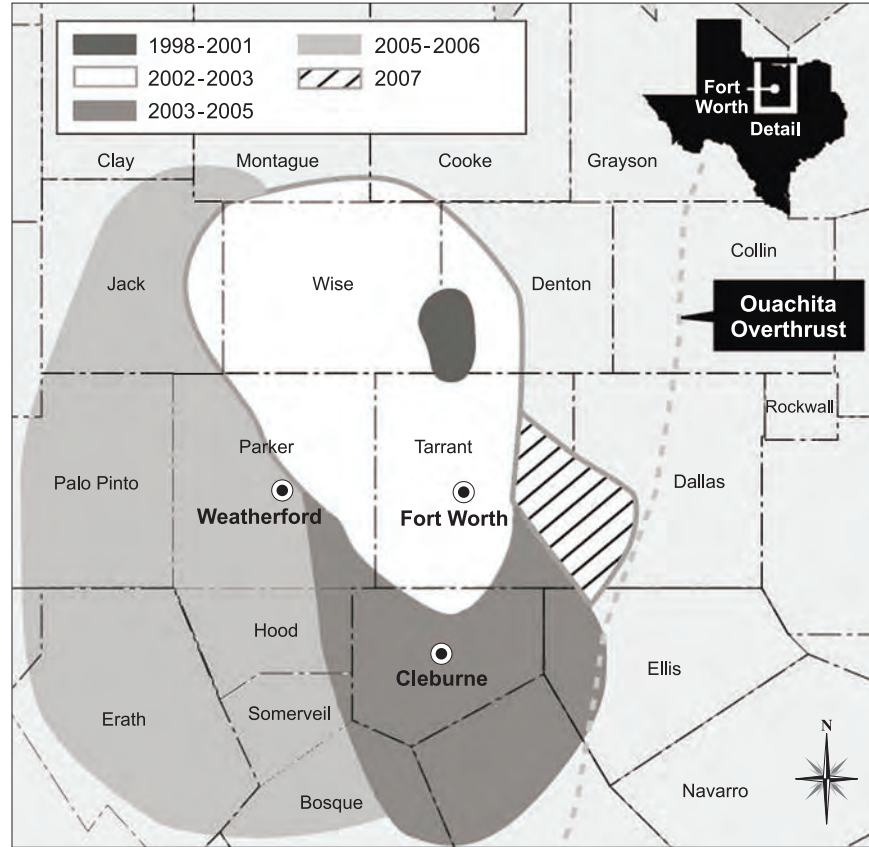 1998-2001
2002-2003
2003-2005
2005-2006
2007
Fort
Worth
Detail
Clay
Montague
Cooke
Grayson
Jack
Wise
Denton
Collin
Ouachita
Overthrust
Rockwall
Palo Pinto
Parker
Tarrant
Dallas
Weatherford
Fort Worth
Hood
Cleburne
Ellis
Erath
Somerveil
Bosque
Navarro
N